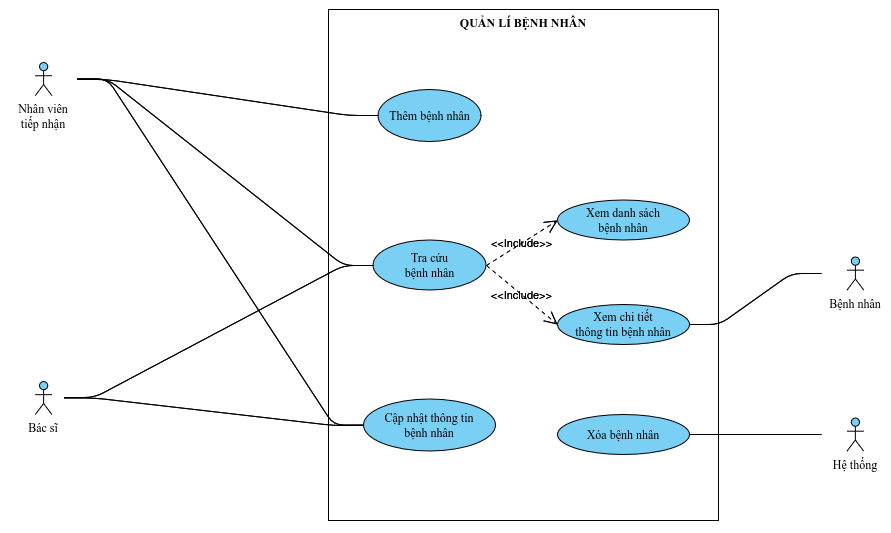 QUẢN LÍ BỆNH NHÂN
Nhân viên
tiếp nhận
Thêm bệnh nhân
Xem danh sách
bệnh nhân
<<Include>>
Tra cứu
bệnh nhân
<<Include>>
Xem chi tiết
thông tin bệnh nhân
Bệnh nhân
Bác sĩ
Cập nhật thông tin
bệnh nhân
Xóa bệnh nhân
Hệ thống